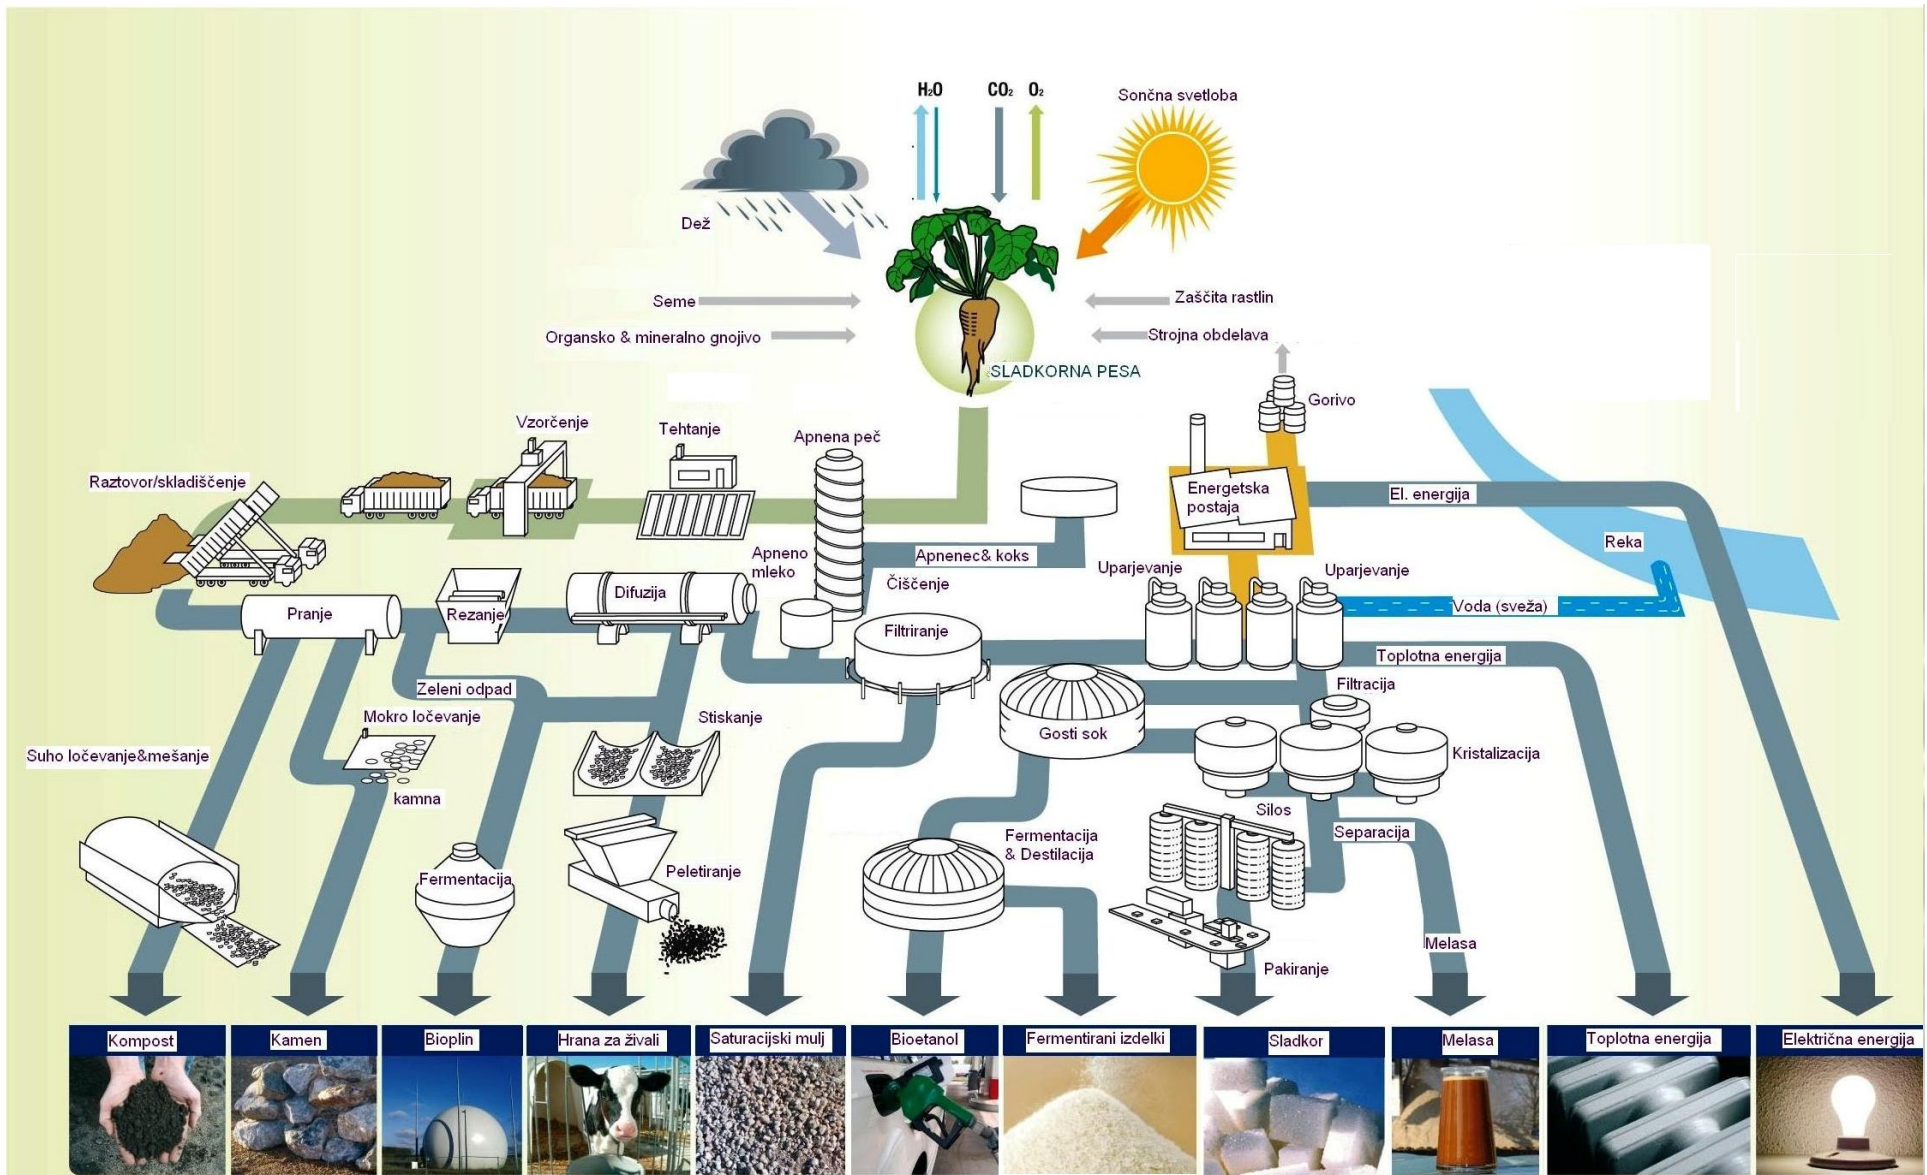 H₂O
CO₂
O₂
Sončna svetloba
Dež
Seme
Zaščita rastlin
Organsko & mineralno gnojivo
Strojna obdelava
SLADKORNA PESA
Gorivo
Vzorčenje
Tehtanje
Apnena peč
Raztovor/skladiščenje
Energetska
postaja
El. energija
Reka
Apneno
mleko
Apnenec& koks
Čiščenje
Uparjevanje
Uparjevanje
Pranje
Rezanje
Difuzija
Voda (sveža)
Filtriranje
Toplotna energija
Zeleni odpad
Filtracija
Mokro ločevanje
Stiskanje
Gosti sok
Suho ločevanje&mešanje
Kristalizacija
kamna
Silos
Separacija
Fermentacija
& Destilacija
Fermentacija
Peletiranje
Melasa
Pakiranje
Kompost
Kamen
Bioplin
Hrana za živali
Saturacijski mulj
Bioetanol
Fermentirani izdelki
Sladkor
Melasa
Toplotna energija
Električna energija